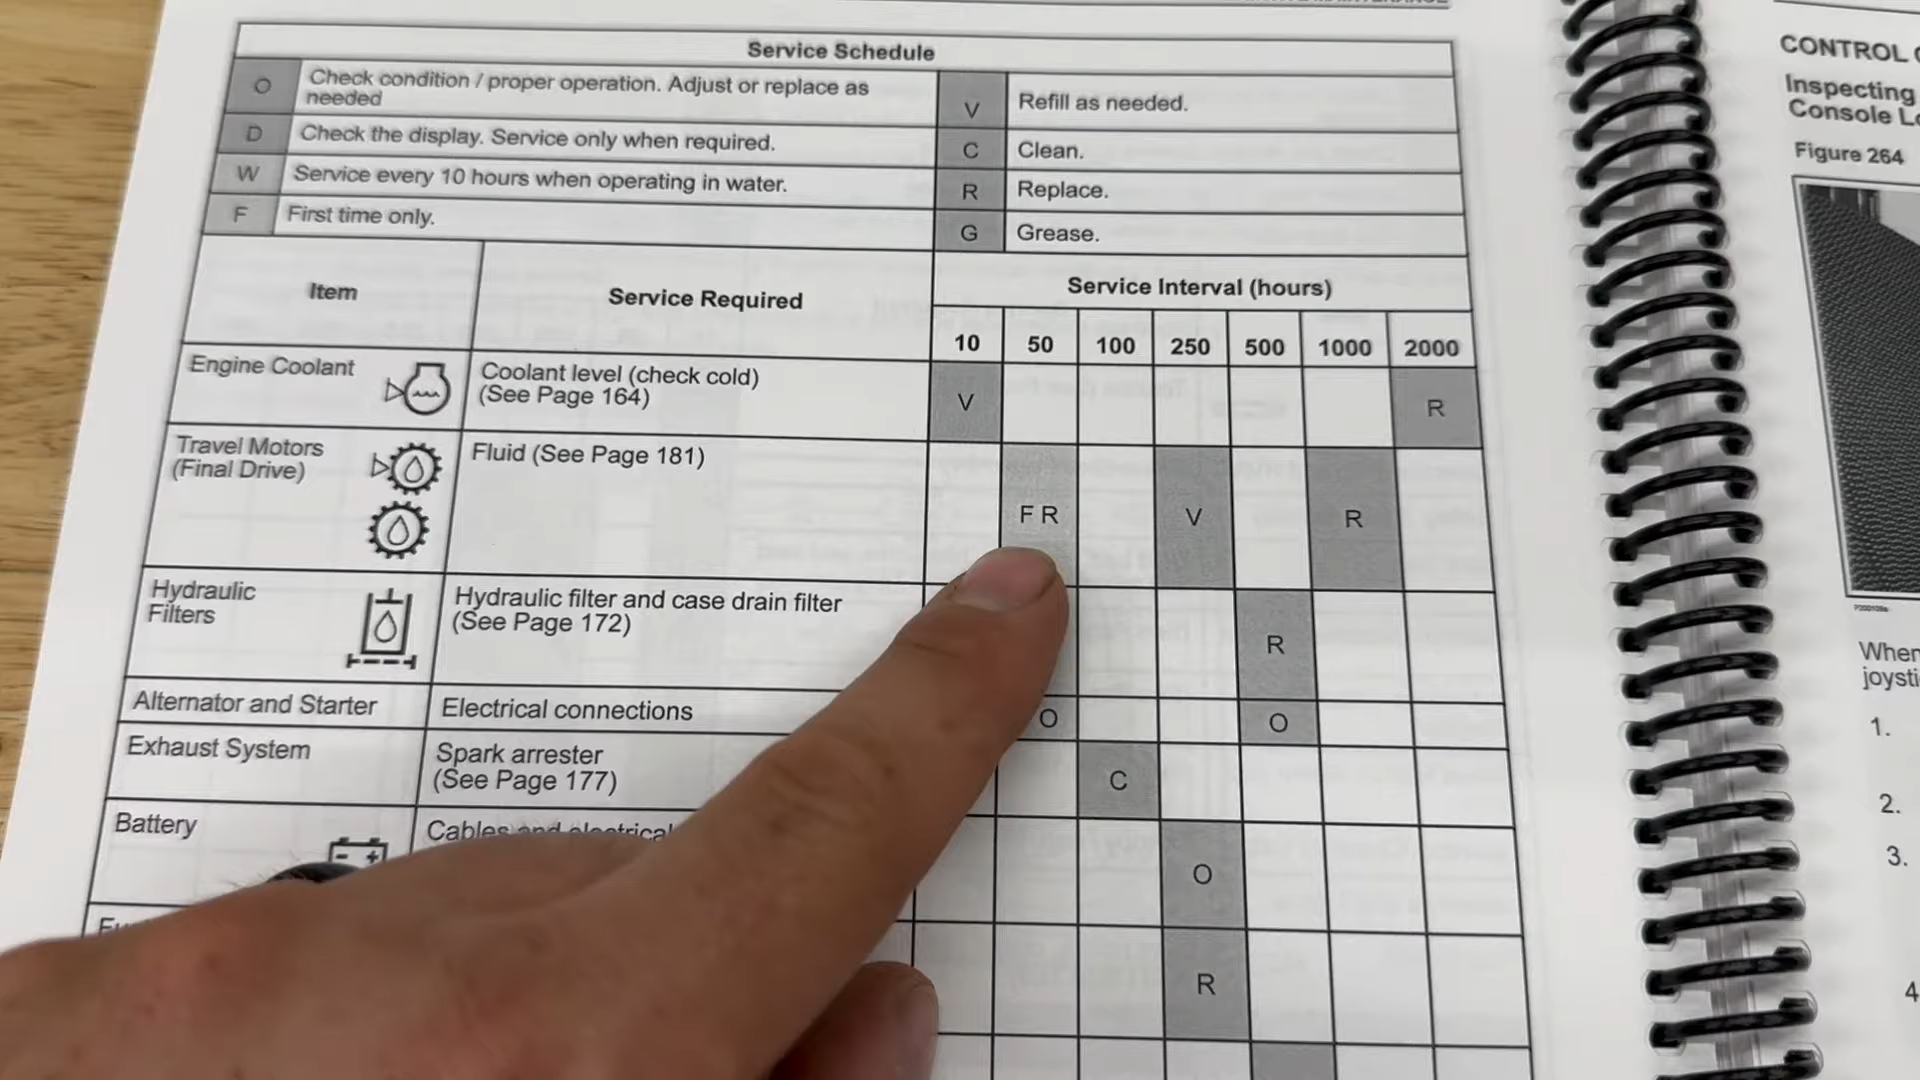 Service Schedule
O Check condition / proper operation. Adjust or replace as
needed
V Refill as needed.
D Check the display. Service only when required.
C Clean.
W Service every 10 hours when operating in water.
R Replace.
F First time only.
G Grease.
Item Service Required Service Interval (hours)
10 50 100 250 500 1000 2000
Engine Coolant Coolant level (check cold)
(See Page 164)
V R
Travel Motors
(Final Drive)
Fluid (See Page 181)
F R V R
Hydraulic
Filters
Hydraulic filter and case drain filter
(See Page 172)
R
Alternator and Starter Electrical connections O O
Exhaust System Spark arrester
(See Page 177)
C
Battery Cables and electrical
O
R
CONTROL
Inspecting
Console
Figure 264
1.
2.
3.
4